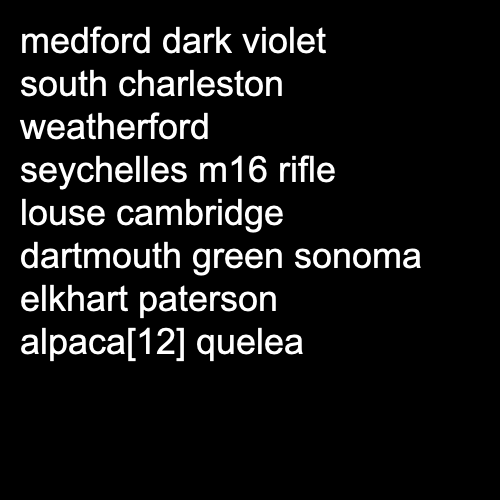 medford dark violet
south charleston
weatherford
seychelles m16 rifle
louse cambridge
dartmouth green sonoma
elkhart paterson
alpaca[12] quelea